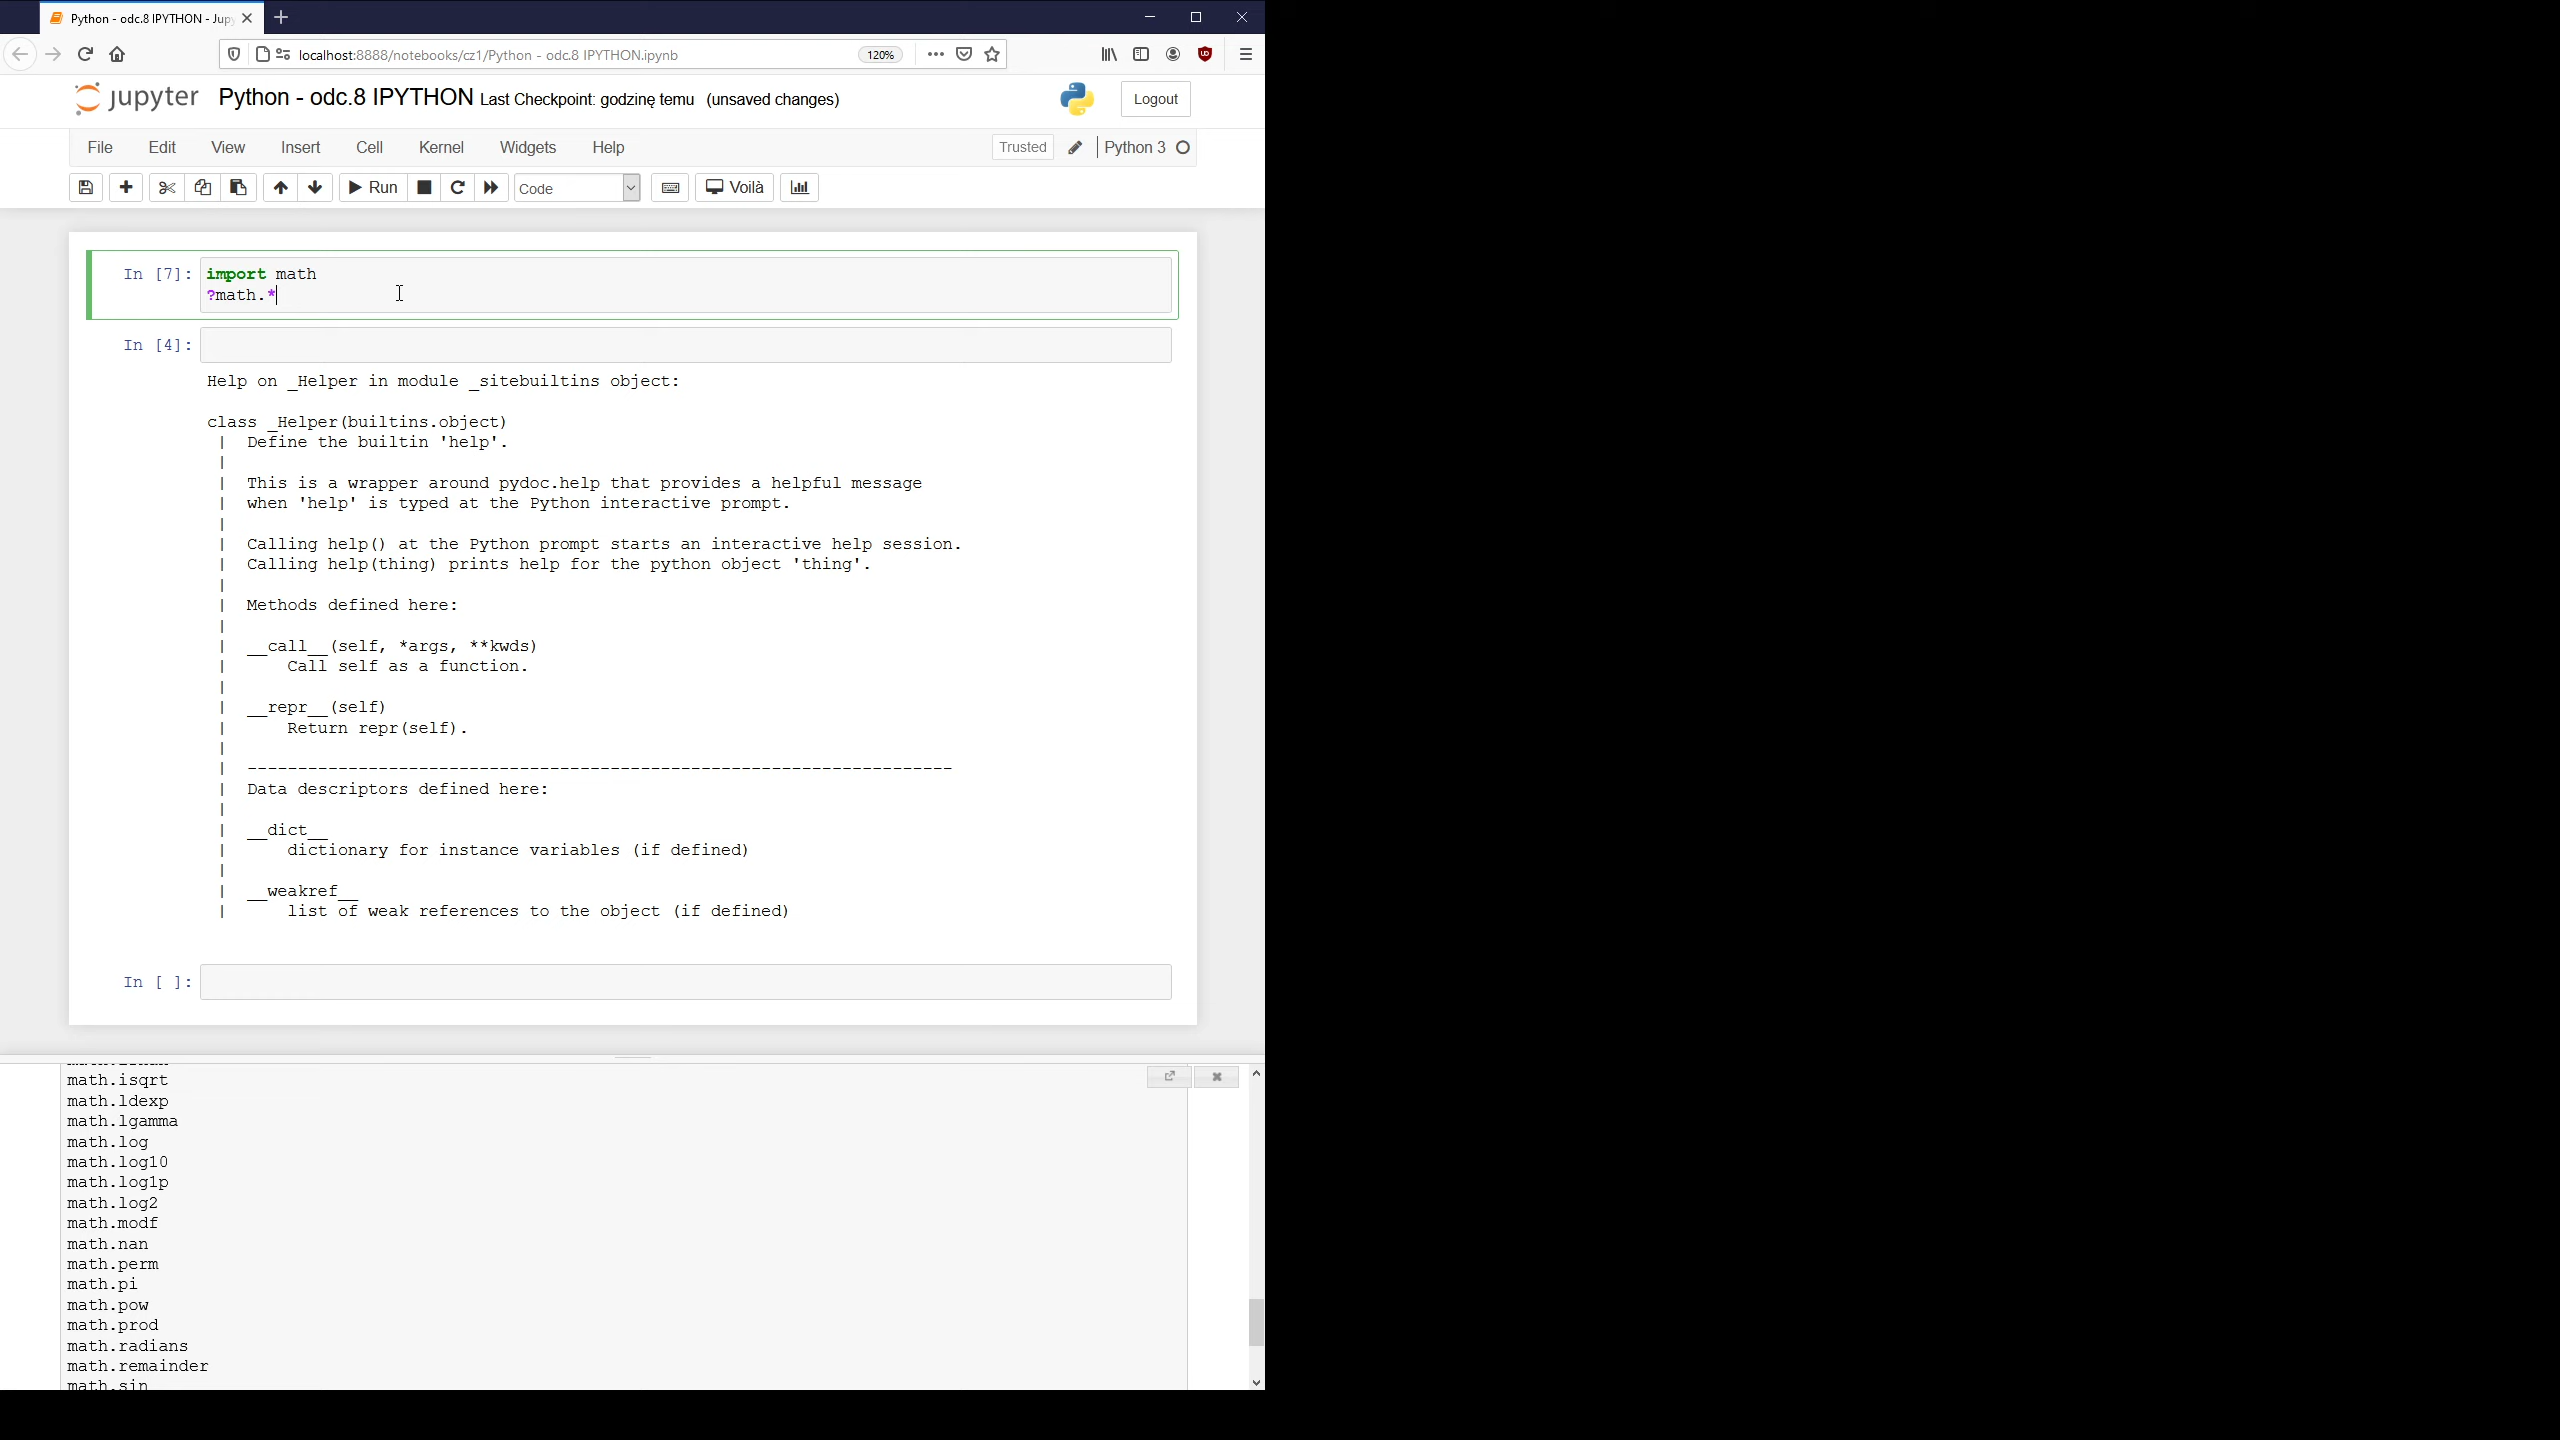 Python - odc.8 IPYTHON - Jup
localhost:8888/notebooks/cz1/Python - odc.8 IPYTHON.ipynb
120%
jupyter Python - odc.8 IPYTHON Last Checkpoint: godzinę temu (unsaved changes)
Logout
File Edit View Insert Cell Kernel Widgets Help
Trusted Python 3
Run Code Voilà
In [7]: import math
?math.*
In [4]:
Help on _Helper in module _sitebuiltins object:
class _Helper(builtins.object)
| Define the builtin 'help'.
|
| This is a wrapper around pydoc.help that provides a helpful message
| when 'help' is typed at the Python interactive prompt.
|
| Calling help() at the Python prompt starts an interactive help session.
| Calling help(thing) prints help for the python object 'thing'.
|
| Methods defined here:
|
| __call__(self, *args, **kwds)
| Call self as a function.
|
| __repr__(self)
| Return repr(self).
|
| ----------------------------------------------------------------------
| Data descriptors defined here:
|
| __dict__
| dictionary for instance variables (if defined)
|
| __weakref__
| list of weak references to the object (if defined)
In [ ]:
math.isqrt
math.ldexp
math.lgamma
math.log
math.log10
math.log1p
math.log2
math.modf
math.nan
math.perm
math.pi
math.pow
math.prod
math.radians
math.remainder
math.sin